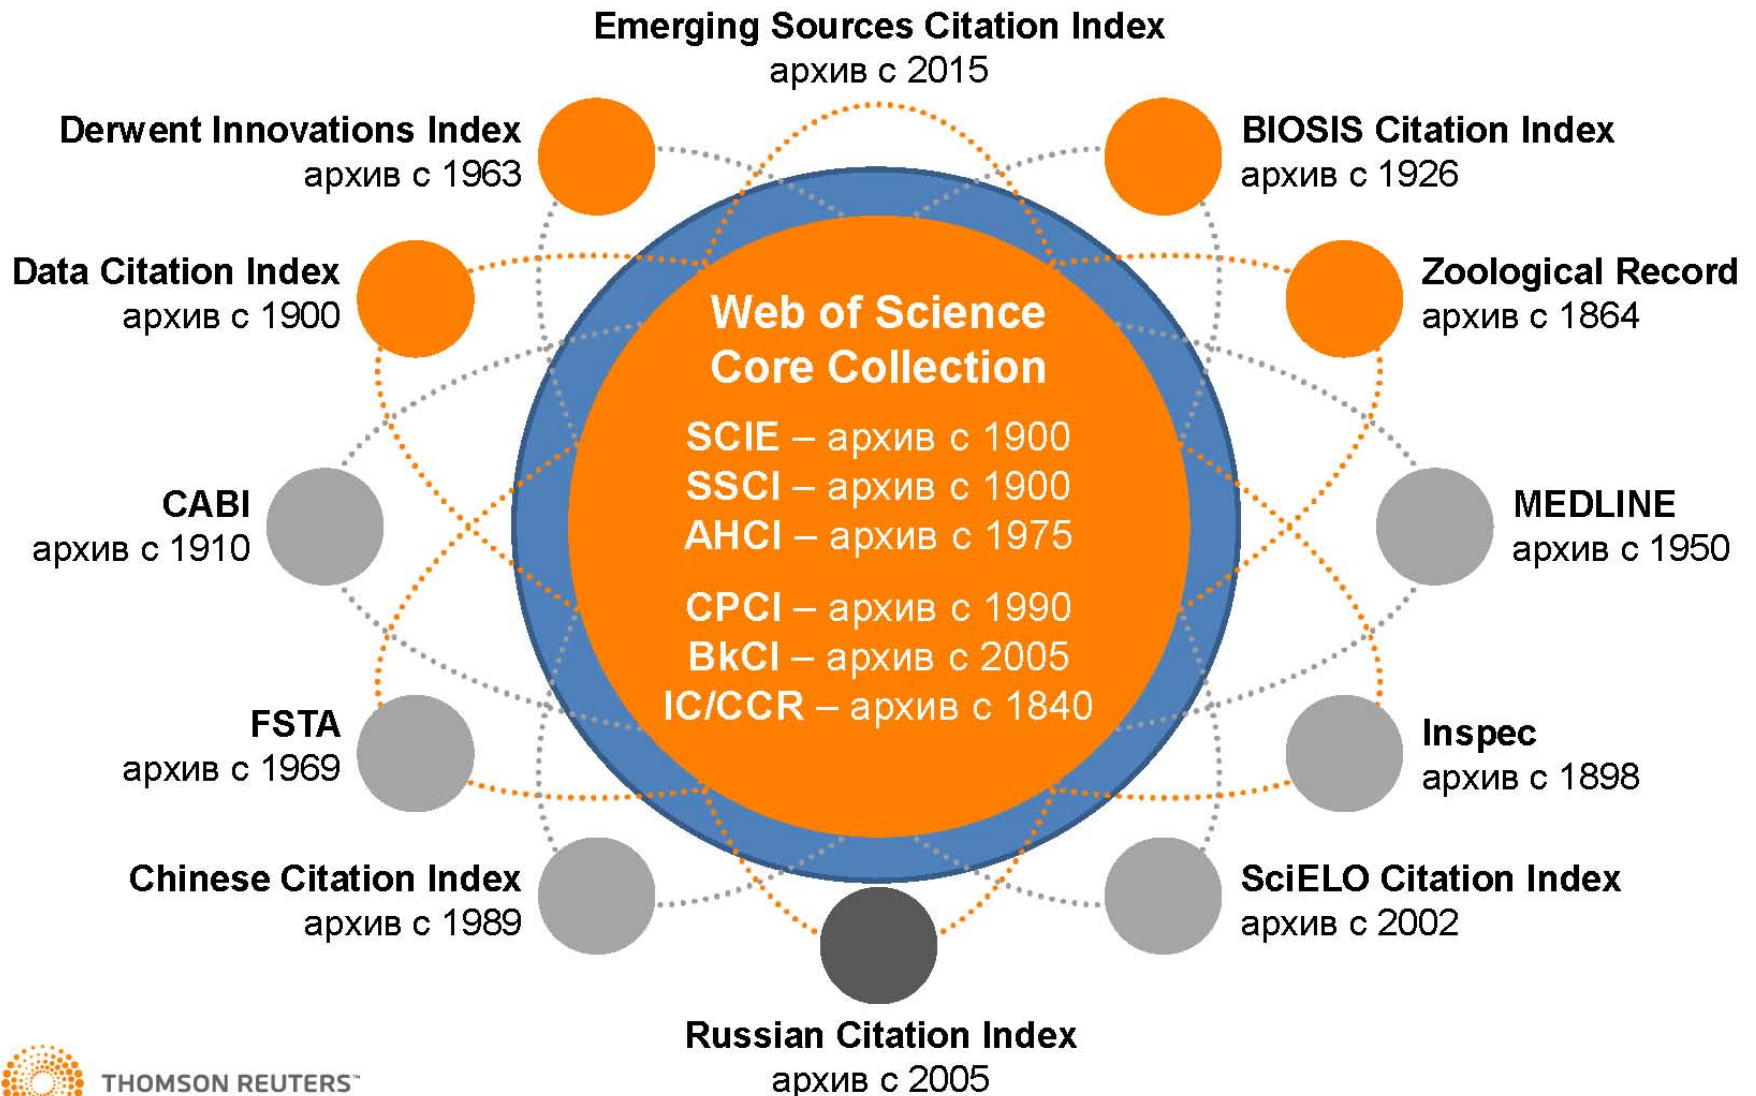 Emerging Sources Citation Index
архив с 2015
Derwent Innovations Index
архив с 1963
BIOSIS Citation Index
архив с 1926
Data Citation Index
архив с 1900
Zoological Record
архив с 1864
Web of Science
Core Collection
SCIE – архив с 1900
SSCI – архив с 1900
AHCI – архив с 1975
CPCI – архив с 1990
BkCI – архив с 2005
IC/CCR – архив с 1840
CABI
архив с 1910
MEDLINE
архив с 1950
FSTA
архив с 1969
Inspec
архив с 1898
Chinese Citation Index
архив с 1989
SciELO Citation Index
архив с 2002
Russian Citation Index
архив с 2005
THOMSON REUTERS™